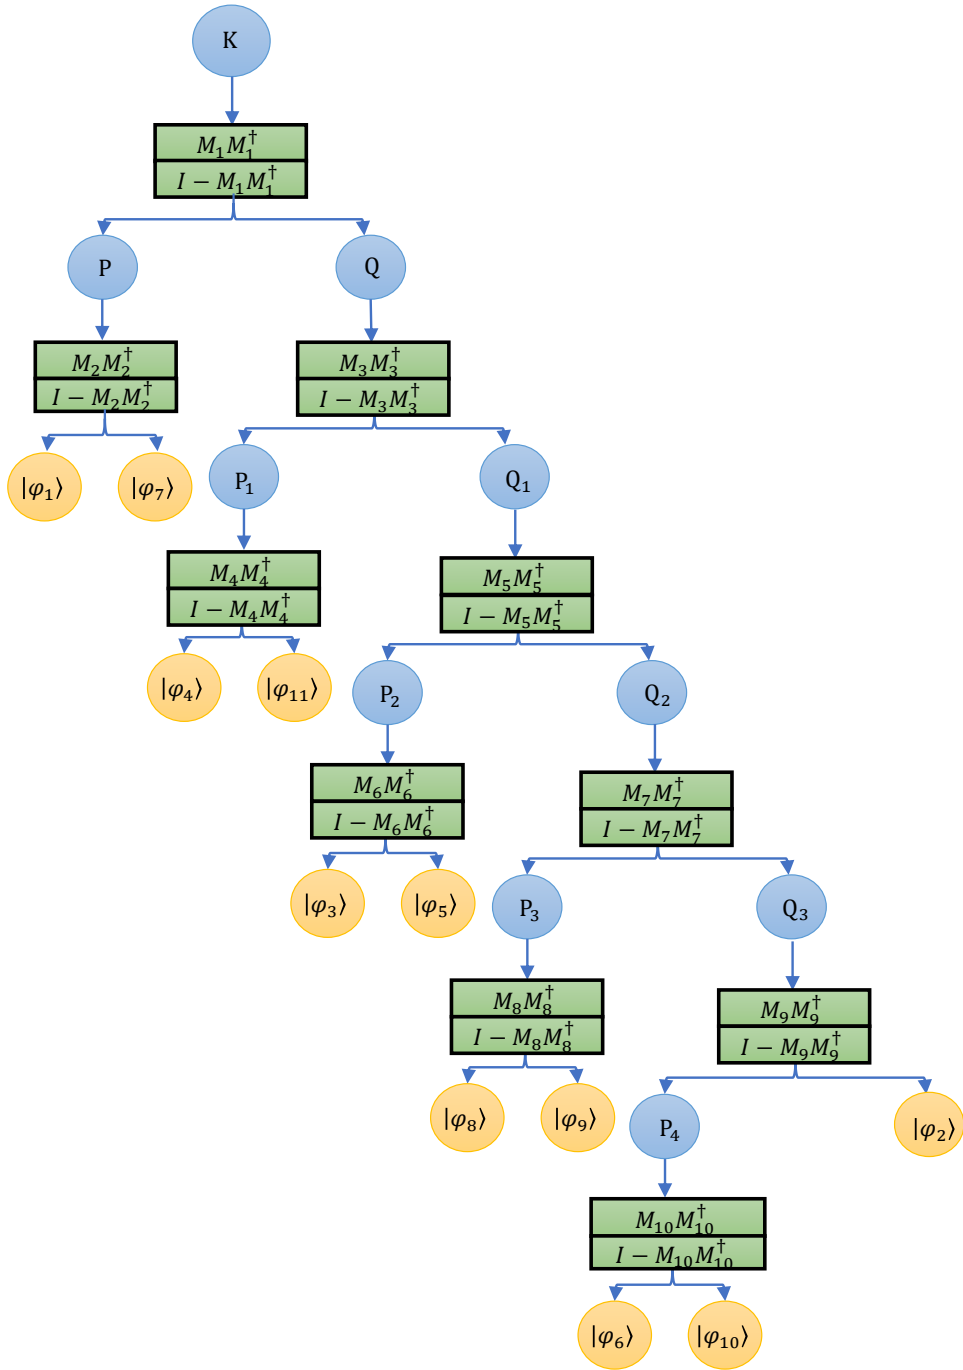 K
M₁M₁†
I − M₁M₁†
P
Q
M₂M₂†
I − M₂M₂†
M₃M₃†
I − M₃M₃†
|φ₁⟩
|φ₇⟩
P₁
Q₁
M₄M₄†
I − M₄M₄†
M₅M₅†
I − M₅M₅†
|φ₄⟩
|φ₁₁⟩
P₂
Q₂
M₆M₆†
I − M₆M₆†
M₇M₇†
I − M₇M₇†
|φ₃⟩
|φ₅⟩
P₃
Q₃
M₈M₈†
I − M₈M₈†
M₉M₉†
I − M₉M₉†
|φ₈⟩
|φ₉⟩
P₄
|φ₂⟩
M₁₀M₁₀†
I − M₁₀M₁₀†
|φ₆⟩
|φ₁₀⟩